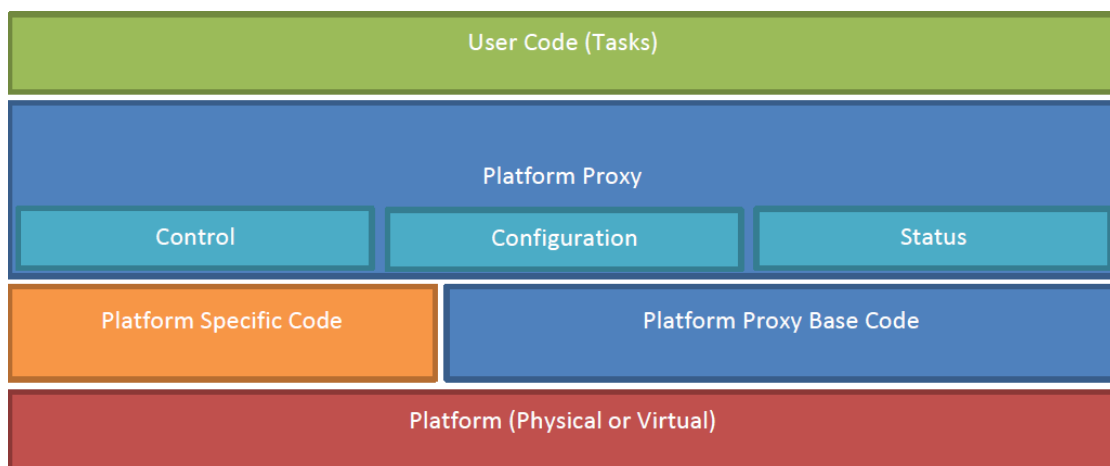 User Code (Tasks)
Platform Proxy
Control
Configuration
Status
Platform Specific Code
Platform Proxy Base Code
Platform (Physical or Virtual)